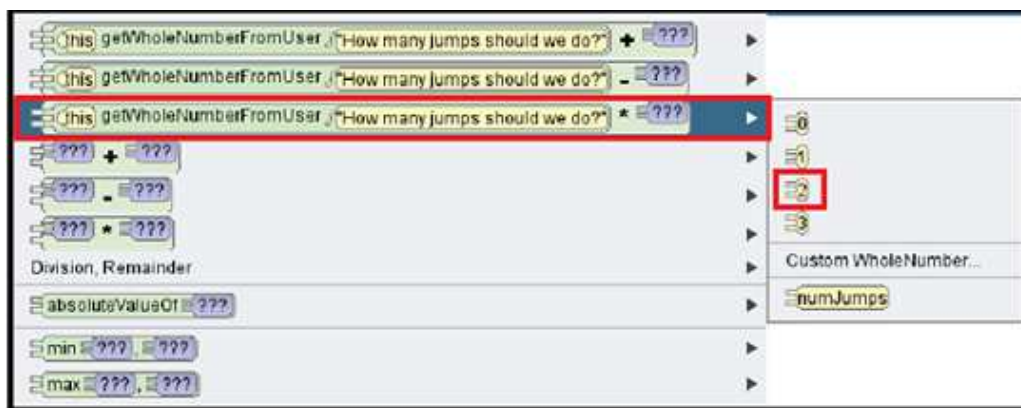 this getWholeNumberFromUser "How many jumps should we do?" + ???
this getWholeNumberFromUser "How many jumps should we do?" - ???
this getWholeNumberFromUser "How many jumps should we do?" * ???
??? + ???
??? - ???
??? * ???
Division, Remainder
absoluteValueOf ???
min ???, ???
max ???, ???
0
1
2
3
Custom WholeNumber...
numJumps